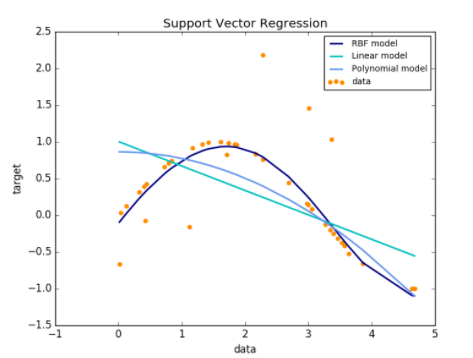 Support Vector Regression
2.5
2.0
1.5
1.0
0.5
0.0
−0.5
−1.0
−1.5
target
RBF model
Linear model
Polynomial model
data
−1 0 1 2 3 4 5
data